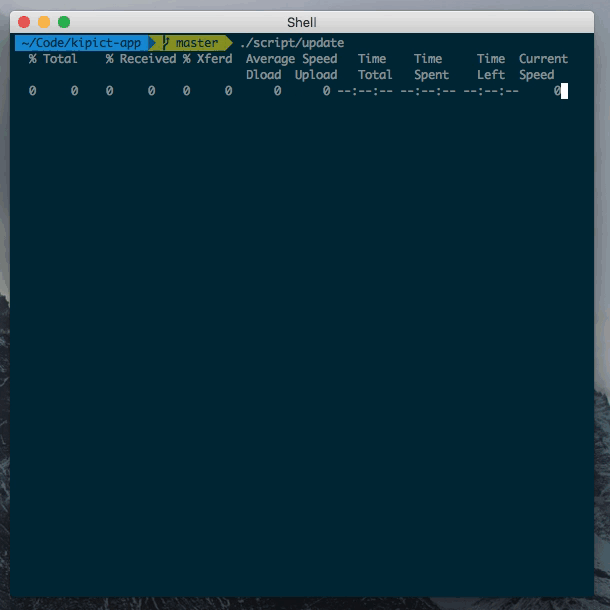 Shell
~/Code/kipict-app master ./script/update
% Total % Received % Xferd Average Speed Time Time Time Current
Dload Upload Total Spent Left Speed
0 0 0 0 0 0 0 0 --:--:-- --:--:-- --:--:-- 0